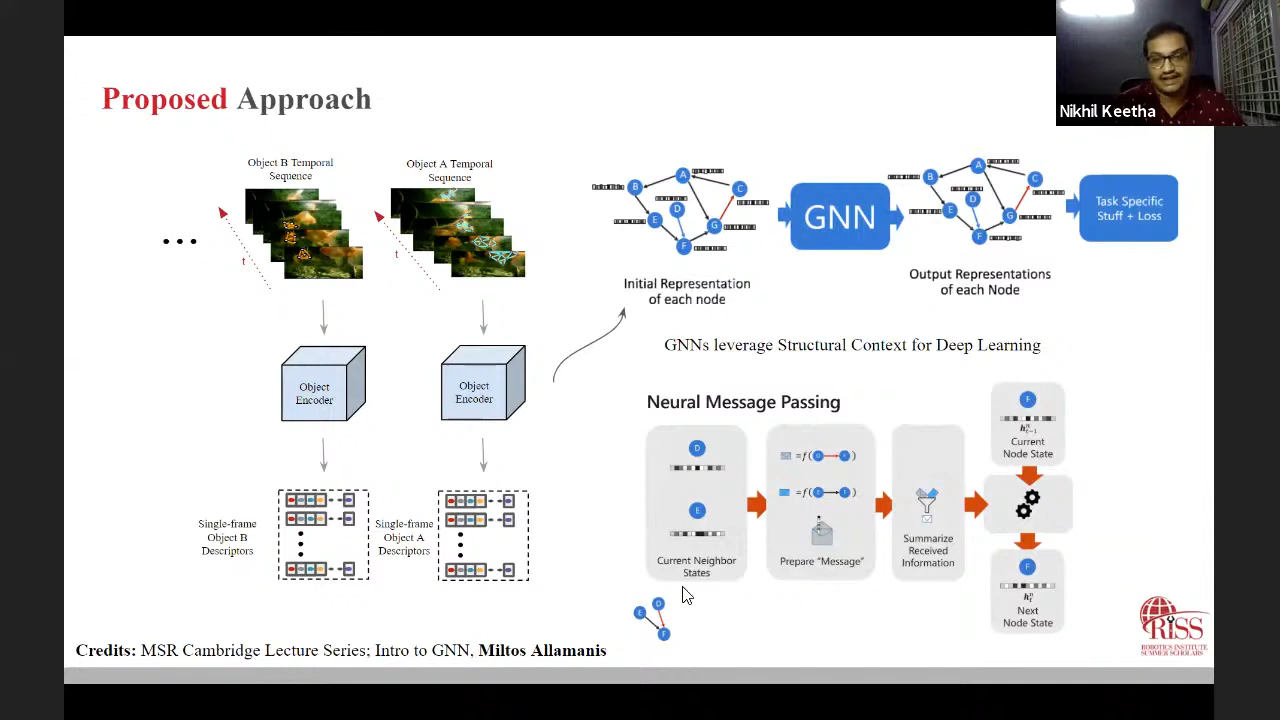 Proposed Approach
Nikhil Keetha
Object B Temporal
Sequence
Object A Temporal
Sequence
t
t
Object
Encoder
Object
Encoder
Single-frame
Object B
Descriptors
Single-frame
Object A
Descriptors
A
B
C
D
E
F
G
Initial Representation
of each node
GNN
A
B
C
D
E
F
G
Output Representations
of each Node
Task Specific
Stuff + Loss
GNNs leverage Structural Context for Deep Learning
Neural Message Passing
D
E
Current Neighbor
States
=f(
)
=f(
)
Prepare “Message”
Summarize
Received
Information
F
Current
Node State
F
Next
Node State
E
D
F
RISS
ROBOTICS INSTITUTE
SUMMER SCHOLARS
Credits: MSR Cambridge Lecture Series; Intro to GNN, Miltos Allamanis